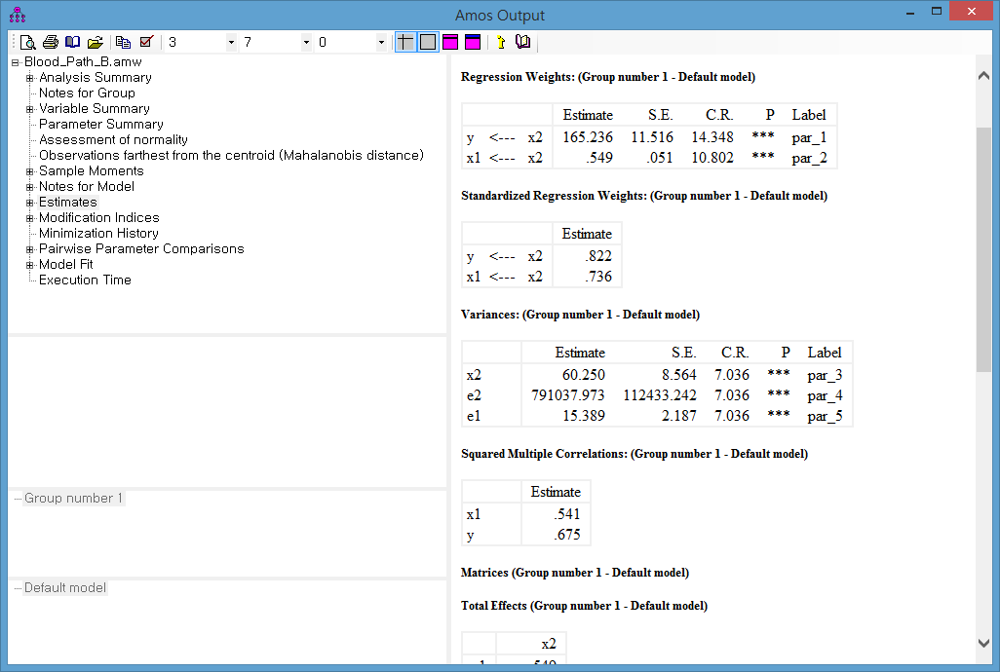 Amos Output
3 7 0
Blood_Path_B.amw
Analysis Summary
Notes for Group
Variable Summary
Parameter Summary
Assessment of normality
Observations farthest from the centroid (Mahalanobis distance)
Sample Moments
Notes for Model
Estimates
Modification Indices
Minimization History
Pairwise Parameter Comparisons
Model Fit
Execution Time
Group number 1
Default model
Regression Weights: (Group number 1 - Default model)
Estimate S.E. C.R. P Label
y <--- x2 165.236 11.516 14.348 *** par_1
x1 <--- x2 .549 .051 10.802 *** par_2
Standardized Regression Weights: (Group number 1 - Default model)
Estimate
y <--- x2 .822
x1 <--- x2 .736
Variances: (Group number 1 - Default model)
Estimate S.E. C.R. P Label
x2 60.250 8.564 7.036 *** par_3
e2 791037.973 112433.242 7.036 *** par_4
e1 15.389 2.187 7.036 *** par_5
Squared Multiple Correlations: (Group number 1 - Default model)
Estimate
x1 .541
y .675
Matrices (Group number 1 - Default model)
Total Effects (Group number 1 - Default model)
x2